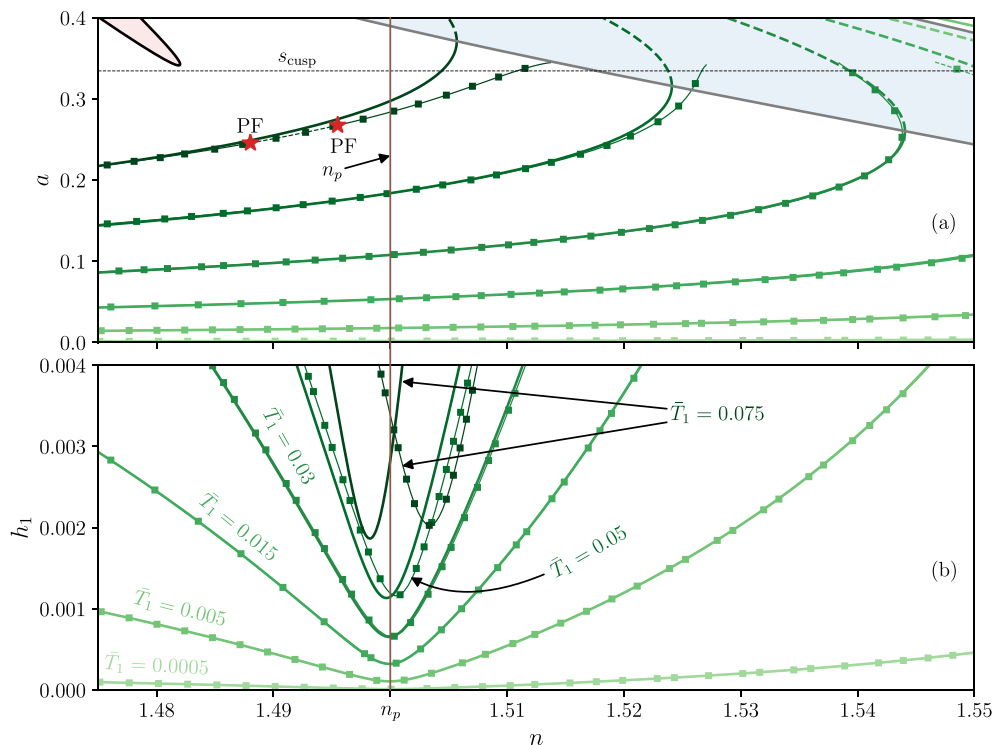 0.4
0.3
0.2
0.1
0.0
a
s_cusp
PF
PF
n_p
(a)
0.004
0.003
0.002
0.001
0.000
h_1
T̄_1 = 0.075
T̄_1 = 0.03
T̄_1 = 0.015
T̄_1 = 0.05
T̄_1 = 0.005
T̄_1 = 0.0005
(b)
1.48 1.49 n_p 1.51 1.52 1.53 1.54 1.55
n